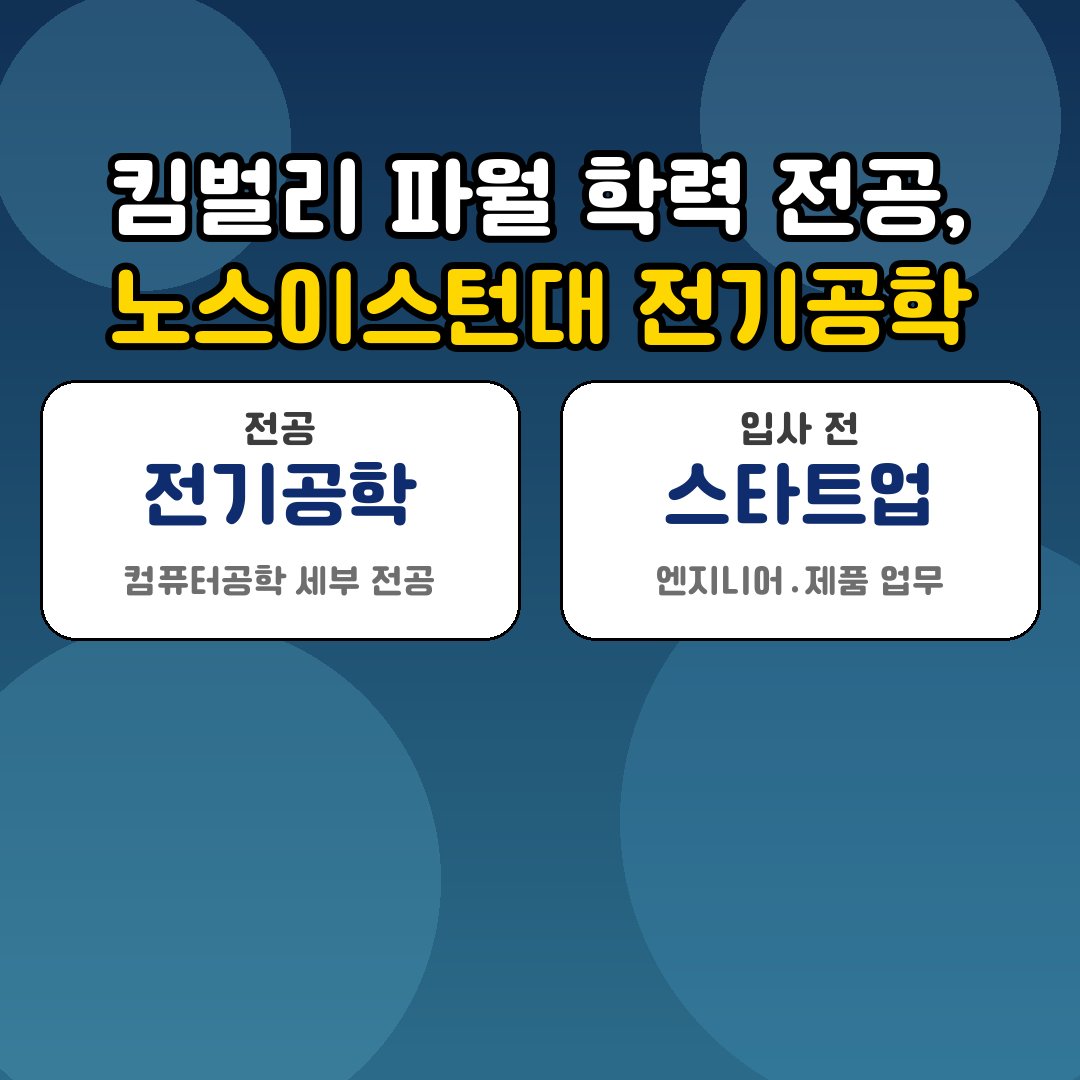 킴벌리 파월 학력 전공,
노스이스턴대 전기공학
전공
전기공학
컴퓨터공학 세부 전공
입사 전
스타트업
엔지니어·제품 업무